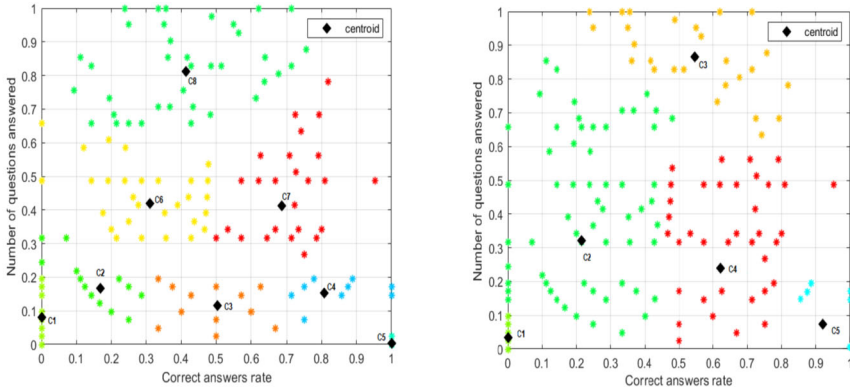 1
0.9
0.8
0.7
0.6
0.5
0.4
0.3
0.2
0.1
0
Number of questions answered
centroid
C8
C6
C7
C2
C1
C3
C4
C5
0 0.1 0.2 0.3 0.4 0.5 0.6 0.7 0.8 0.9 1
Correct answers rate
1
0.9
0.8
0.7
0.6
0.5
0.4
0.3
0.2
0.1
0
Number of questions answered
centroid
C3
C2
C4
C1
C5
0 0.1 0.2 0.3 0.4 0.5 0.6 0.7 0.8 0.9 1
Correct answers rate